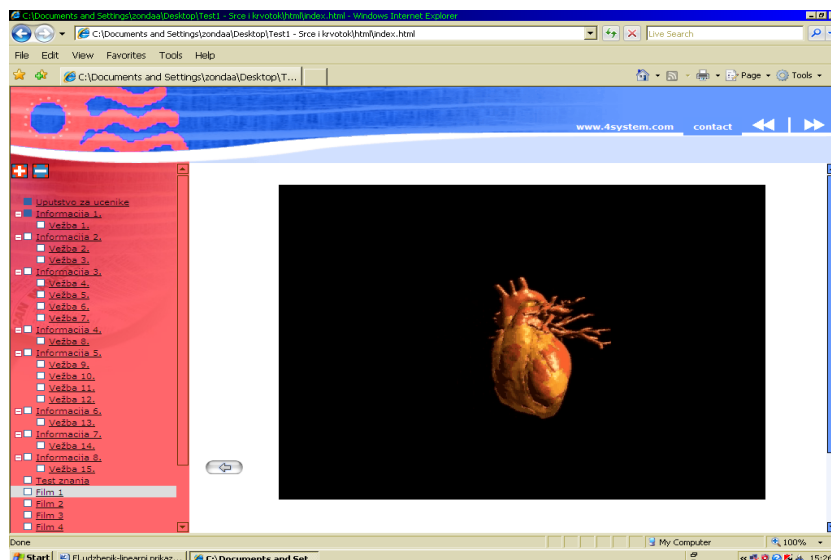 C:\Documents and Settings\zondaa\Desktop\Test1 - Srce i krvotok\html\index.html - Windows Internet Explorer
C:\Documents and Settings\zondaa\Desktop\Test1 - Srce i krvotok\html\index.html
Live Search
File Edit View Favorites Tools Help
C:\Documents and Settings\zondaa\Desktop\T...
Page Tools
www.4system.com contact
Uputstvo za ucenike
Informacija 1.
Vežba 1.
Informacija 2.
Vežba 2.
Vežba 3.
Informacija 3.
Vežba 4.
Vežba 5.
Vežba 6.
Vežba 7.
Informacija 4.
Vežba 8.
Informacija 5.
Vežba 9.
Vežba 10.
Vežba 11.
Vežba 12.
Informacija 6.
Vežba 13.
Informacija 7.
Vežba 14.
Informacija 8.
Vežba 15.
Test znanja
Film 1
Film 2
Film 3
Film 4
Done My Computer 100%
Start El.udzbenik-linearni prikaz... C:\Documents and Set...